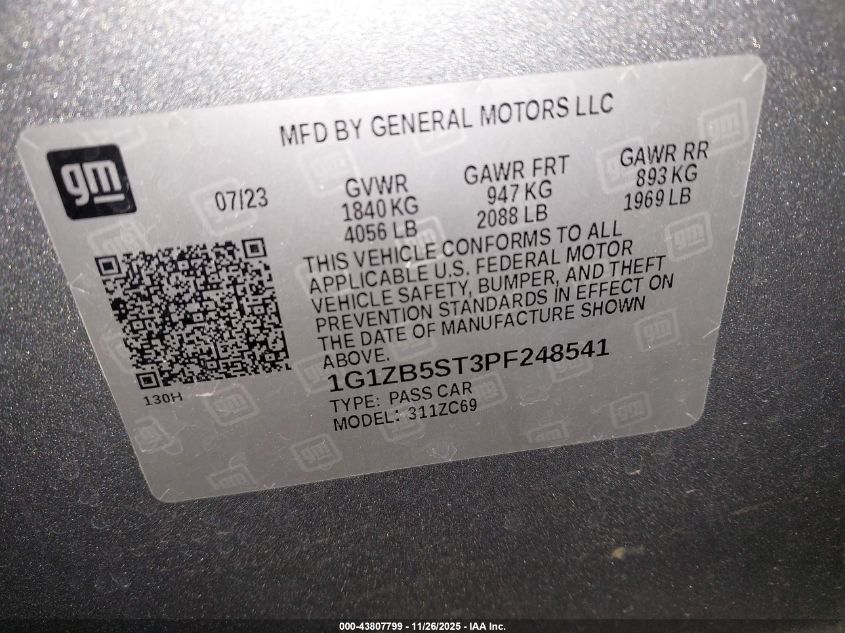 MFD BY GENERAL MOTORS LLC
gm
07/23
GVWR
1840 KG
4056 LB
GAWR FRT
947 KG
2088 LB
GAWR RR
893 KG
1969 LB
THIS VEHICLE CONFORMS TO ALL
APPLICABLE U.S. FEDERAL MOTOR
VEHICLE SAFETY, BUMPER, AND THEFT
PREVENTION STANDARDS IN EFFECT ON
THE DATE OF MANUFACTURE SHOWN
ABOVE.
1G1ZB5ST3PF248541
TYPE: PASS CAR
MODEL: 311ZC69
130H
000-43807799 - 11/26/2025 - IAA Inc.